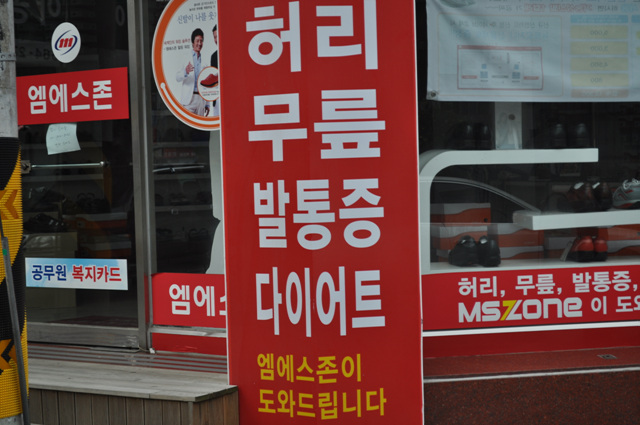 엠에스존
공무원 복지카드
허리
무릎
발통증
다이어트
엠에스존이
도와드립니다
엠에스
허리, 무릎, 발통증,
MSZONE 이 도와